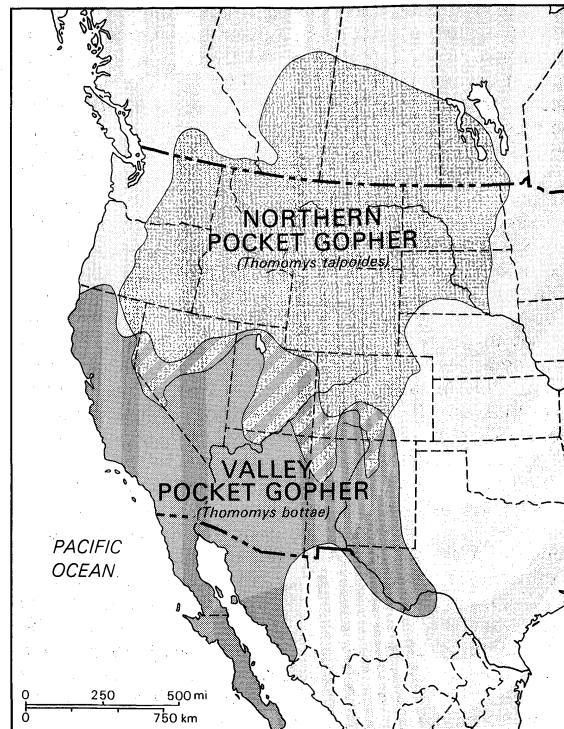 NORTHERN
POCKET GOPHER
(Thomomys talpoides)
VALLEY
POCKET GOPHER
(Thomomys bottae)
PACIFIC
OCEAN
0 250 500 mi
0 750 km